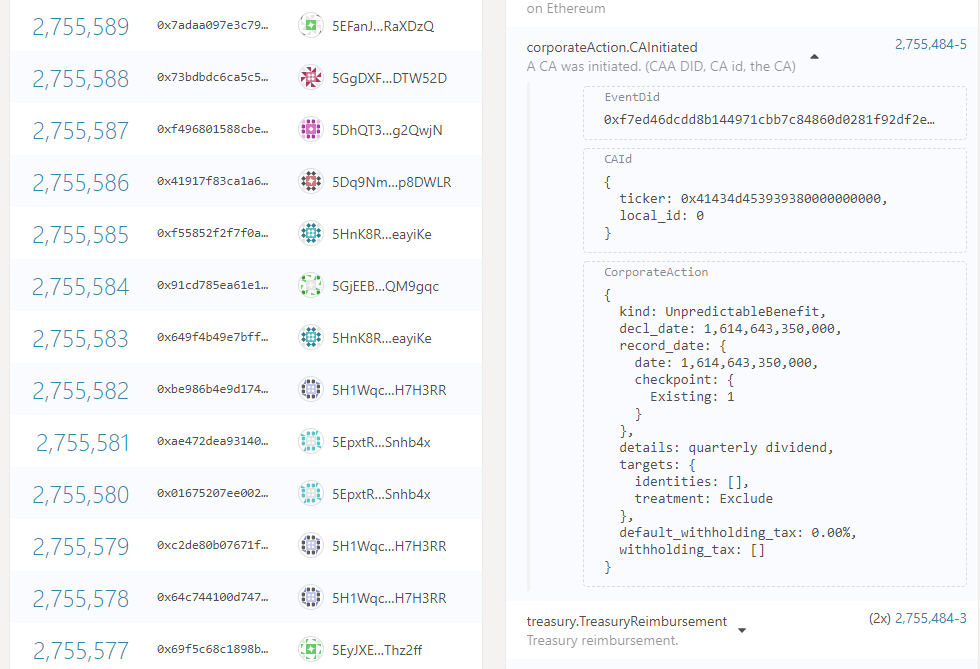 2,755,589 0x7adaa097e3c79… 5EFanJ…RaXDzQ
2,755,588 0x73bdbdc6ca5c5… 5GgDXF…DTW52D
2,755,587 0xf496801588cbe… 5DhQT3…g2QwjN
2,755,586 0x41917f83ca1a6… 5Dq9Nm…p8DWLR
2,755,585 0xf55852f2f7f0a… 5HnK8R…eayiKe
2,755,584 0x91cd785ea61e1… 5GjEEB…QM9gqc
2,755,583 0x649f4b49e7bff… 5HnK8R…eayiKe
2,755,582 0xbe986b4e9d174… 5H1Wqc…H7H3RR
2,755,581 0xae472dea93140… 5EpxtR…Snhb4x
2,755,580 0x01675207ee002… 5EpxtR…Snhb4x
2,755,579 0xc2de80b07671f… 5H1Wqc…H7H3RR
2,755,578 0x64c744100d747… 5H1Wqc…H7H3RR
2,755,577 0x69f5c68c1898b… 5EyJXE…Thz2ff
on Ethereum
corporateAction.CAInitiated 2,755,484-5
A CA was initiated. (CAA DID, CA id, the CA)
EventDid
0xf7ed46dcdd8b144971cbb7c84860d0281f92df2e…
CAId
{
ticker: 0x41434d453939380000000000,
local_id: 0
}
CorporateAction
{
kind: UnpredictableBenefit,
decl_date: 1,614,643,350,000,
record_date: {
date: 1,614,643,350,000,
checkpoint: {
Existing: 1
}
},
details: quarterly dividend,
targets: {
identities: [],
treatment: Exclude
},
default_withholding_tax: 0.00%,
withholding_tax: []
}
treasury.TreasuryReimbursement (2x) 2,755,484-3
Treasury reimbursement.